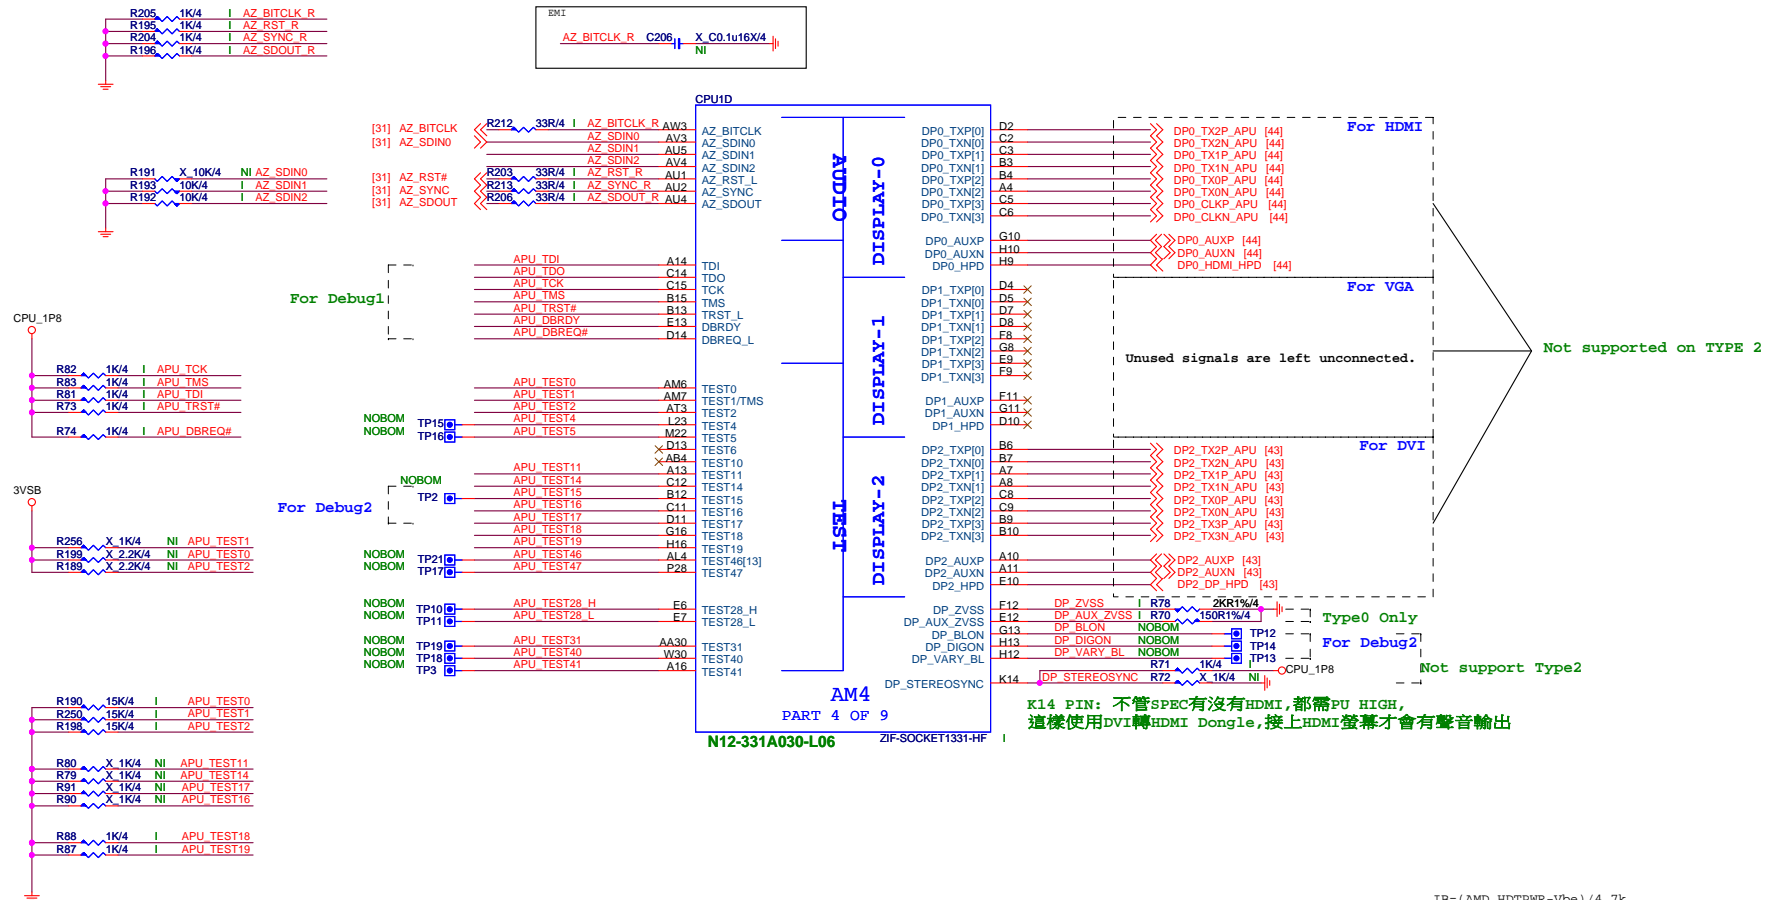 R205 1K/4 I AZ_BITCLK_R
R195 1K/4 I AZ_RST_R
R204 1K/4 I AZ_SYNC_R
R196 1K/4 I AZ_SDOUT_R
EMI
AZ_BITCLK_R C206 X_C0.1u16X/4
NI
R191 X_10K/4 NI AZ_SDIN0
R193 10K/4 I AZ_SDIN1
R192 10K/4 I AZ_SDIN2
CPU_1P8
R82 1K/4 I APU_TCK
R83 1K/4 I APU_TMS
R81 1K/4 I APU_TDI
R73 1K/4 I APU_TRST#
R74 1K/4 I APU_DBREQ#
3VSB
R256 X_1K/4 NI APU_TEST1
R199 X_2.2K/4 NI APU_TEST0
R189 X_2.2K/4 NI APU_TEST2
R190 15K/4 I APU_TEST0
R250 15K/4 I APU_TEST1
R198 15K/4 I APU_TEST2
R80 X_1K/4 NI APU_TEST11
R79 X_1K/4 NI APU_TEST14
R91 X_1K/4 NI APU_TEST17
R90 X_1K/4 NI APU_TEST16
R88 1K/4 I APU_TEST18
R87 1K/4 I APU_TEST19
CPU1D
[31] AZ_BITCLK R212 33R/4 I AZ_BITCLK_R AW3 AZ_BITCLK
[31] AZ_SDIN0 AZ_SDIN0 AV3 AZ_SDIN0
AZ_SDIN1 AU5 AZ_SDIN1
AZ_SDIN2 AV4 AZ_SDIN2
[31] AZ_RST# R203 33R/4 I AZ_RST_R AU1 AZ_RST_L
[31] AZ_SYNC R213 33R/4 I AZ_SYNC_R AU2 AZ_SYNC
[31] AZ_SDOUT R206 33R/4 I AZ_SDOUT_R AU4 AZ_SDOUT
For Debug1
APU_TDI A14 TDI
APU_TDO C14 TDO
APU_TCK C15 TCK
APU_TMS B15 TMS
APU_TRST# B13 TRST_L
APU_DBRDY E13 DBRDY
APU_DBREQ# D14 DBREQ_L
APU_TEST0 AM6 TEST0
APU_TEST1 AM7 TEST1/TMS
APU_TEST2 AT3 TEST2
NOBOM TP15 APU_TEST4 L23 TEST4
NOBOM TP16 APU_TEST5 M22 TEST5
D13 TEST6
AB4 TEST10
APU_TEST11 A13 TEST11
NOBOM APU_TEST14 C12 TEST14
For Debug2 TP2 APU_TEST15 B12 TEST15
APU_TEST16 C11 TEST16
APU_TEST17 D11 TEST17
APU_TEST18 G16 TEST18
APU_TEST19 H16 TEST19
NOBOM TP21 APU_TEST46 AL4 TEST46[13]
NOBOM TP17 APU_TEST47 P28 TEST47
NOBOM TP10 APU_TEST28_H E6 TEST28_H
NOBOM TP11 APU_TEST28_L E7 TEST28_L
NOBOM TP19 APU_TEST31 AA30 TEST31
NOBOM TP18 APU_TEST40 W30 TEST40
NOBOM TP3 APU_TEST41 A16 TEST41
AUDIO
TEST
DISPLAY-0
DISPLAY-1
DISPLAY-2
AM4
PART 4 OF 9
N12-331A030-L06
ZIF-SOCKET1331-HF I
For HDMI
DP0_TXP[0] D2 DP0_TX2P_APU [44]
DP0_TXN[0] C2 DP0_TX2N_APU [44]
DP0_TXP[1] C3 DP0_TX1P_APU [44]
DP0_TXN[1] B3 DP0_TX1N_APU [44]
DP0_TXP[2] B4 DP0_TX0P_APU [44]
DP0_TXN[2] A4 DP0_TX0N_APU [44]
DP0_TXP[3] C5 DP0_CLKP_APU [44]
DP0_TXN[3] C6 DP0_CLKN_APU [44]
DP0_AUXP G10 DP0_AUXP [44]
DP0_AUXN H10 DP0_AUXN [44]
DP0_HPD H9 DP0_HDMI_HPD [44]
For VGA
DP1_TXP[0] D4
DP1_TXN[0] D5
DP1_TXP[1] D7
DP1_TXN[1] D8
DP1_TXP[2] F8
DP1_TXN[2] G8
DP1_TXP[3] E9
DP1_TXN[3] F9
Unused signals are left unconnected.
Not supported on TYPE 2
DP1_AUXP F11
DP1_AUXN G11
DP1_HPD D10
For DVI
DP2_TXP[0] B6 DP2_TX2P_APU [43]
DP2_TXN[0] B7 DP2_TX2N_APU [43]
DP2_TXP[1] A7 DP2_TX1P_APU [43]
DP2_TXN[1] A8 DP2_TX1N_APU [43]
DP2_TXP[2] C8 DP2_TX0P_APU [43]
DP2_TXN[2] C9 DP2_TX0N_APU [43]
DP2_TXP[3] B9 DP2_TX3P_APU [43]
DP2_TXN[3] B10 DP2_TX3N_APU [43]
DP2_AUXP A10 DP2_AUXP [43]
DP2_AUXN A11 DP2_AUXN [43]
DP2_HPD E10 DP2_DP_HPD [43]
DP_ZVSS F12 DP_ZVSS I R78 2KR1%/4
DP_AUX_ZVSS E12 DP_AUX_ZVSS I R70 150R1%/4
Type0 Only
DP_BLON G13 DP_BLON NOBOM TP12
DP_DIGON H13 DP_DIGON NOBOM TP14
DP_VARY_BL H12 DP_VARY_BL NOBOM TP13
For Debug2
R71 1K/4 I CPU_1P8
Not support Type2
DP_STEREOSYNC K14 DP_STEREOSYNC R72 X_1K/4 NI
K14 PIN: 不管SPEC有沒有HDMI,都需PU HIGH,
這樣使用DVI轉HDMI Dongle,接上HDMI螢幕才會有聲音輸出